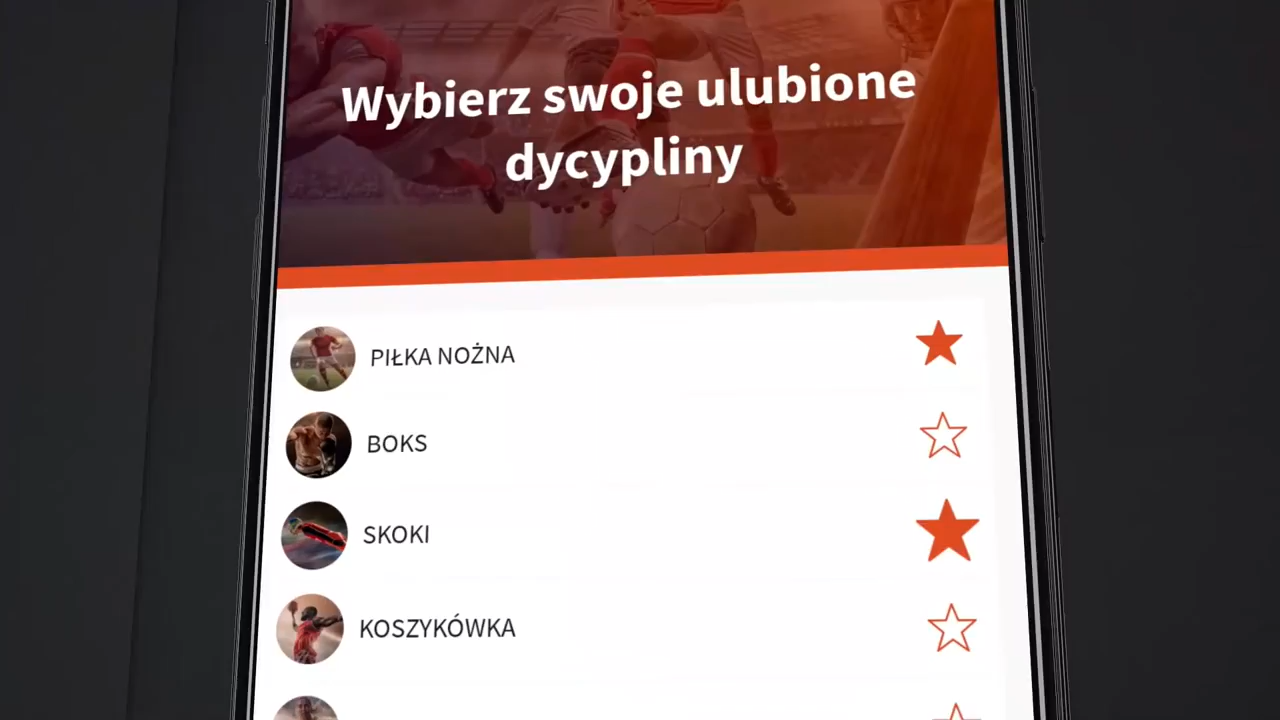 Wybierz swoje ulubione
dycypliny
PIŁKA NOŻNA
BOKS
SKOKI
KOSZYKÓWKA